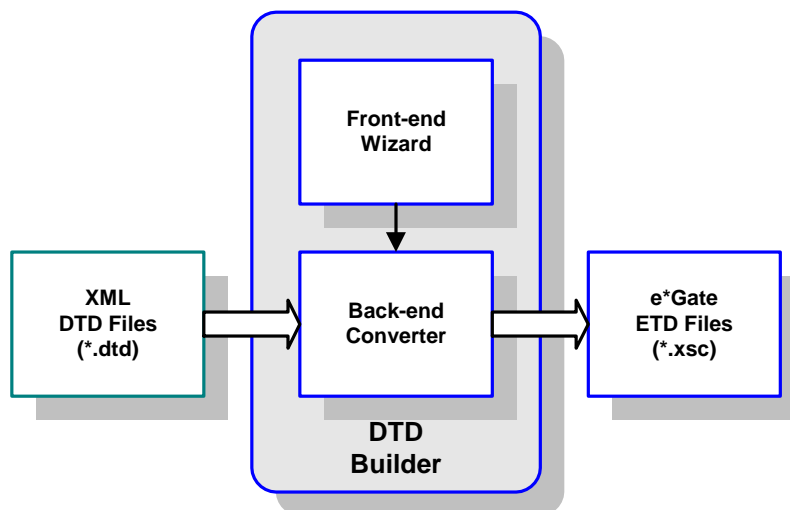 Front-end
Wizard
XML
DTD Files
(*.dtd)
Back-end
Converter
e*Gate
ETD Files
(*.xsc)
DTD
Builder